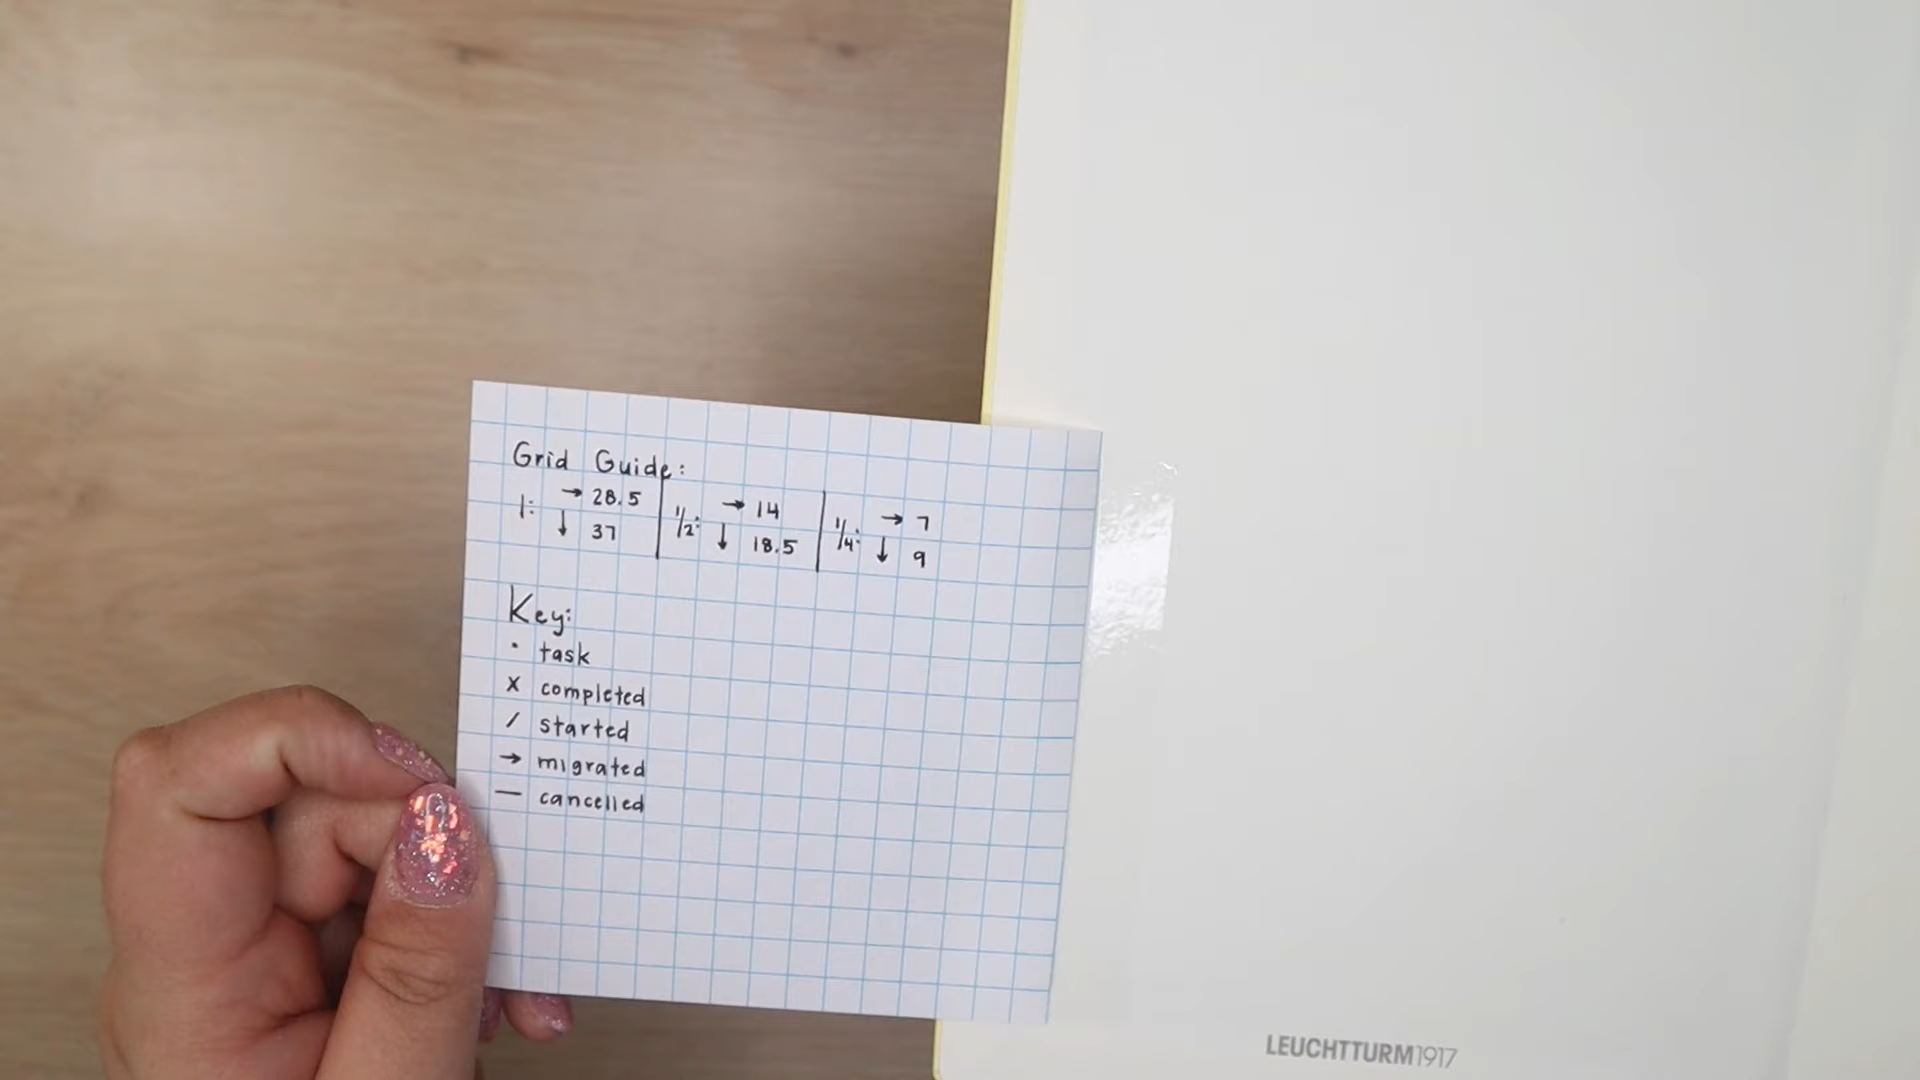 Grid Guide:
1: → 28.5 | 1/2: → 14 | 1/4: → 7
↓ 37 | ↓ 18.5 | ↓ 9
Key:
· task
x completed
/ started
→ migrated
— cancelled
LEUCHTTURM1917